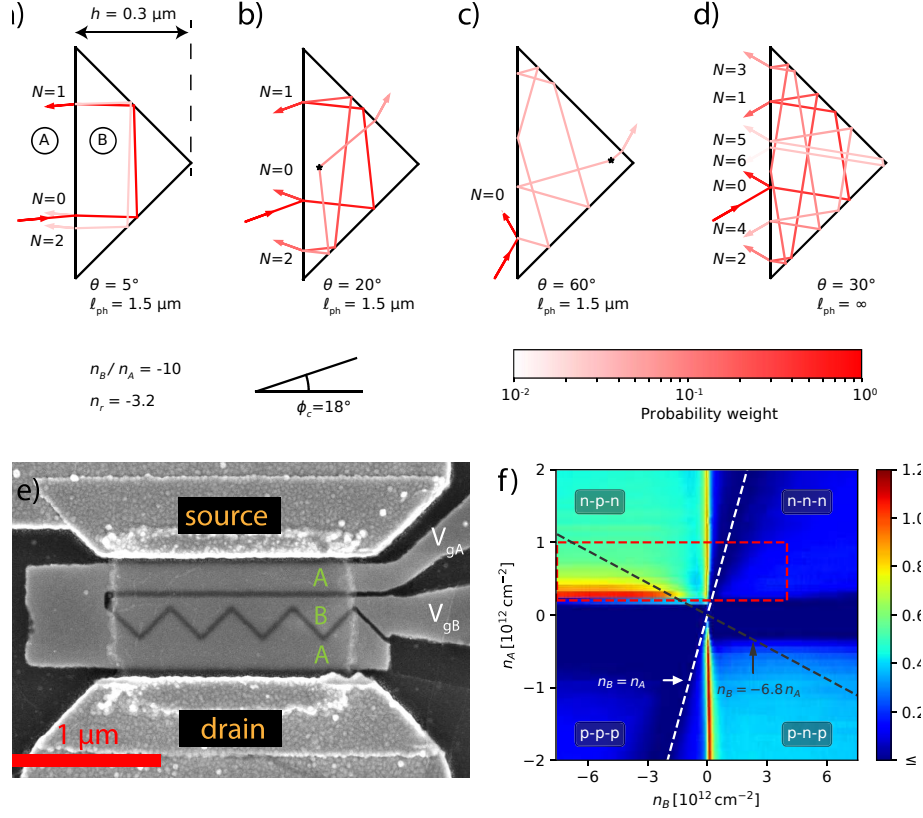 a)
b)
c)
d)
h = 0.3 μm
N=1
A
B
N=0
N=2
θ = 5°
ℓph = 1.5 μm
N=1
N=0
N=2
θ = 20°
ℓph = 1.5 μm
N=0
θ = 60°
ℓph = 1.5 μm
N=3
N=1
N=5
N=6
N=0
N=4
N=2
θ = 30°
ℓph = ∞
nB/ nA = -10
nr = -3.2
ϕc=18°
10-2
10-1
100
Probability weight
e)
source
VgA
A
B
VgB
A
drain
1 μm
f)
2
1
0
−1
−2
nA [1012 cm−2]
n-p-n
n-n-n
nB = nA
nB = −6.8 nA
p-p-p
p-n-p
−6
−3
0
3
6
nB [1012 cm−2]
1.2
1.0
0.8
0.6
0.4
0.2
≤